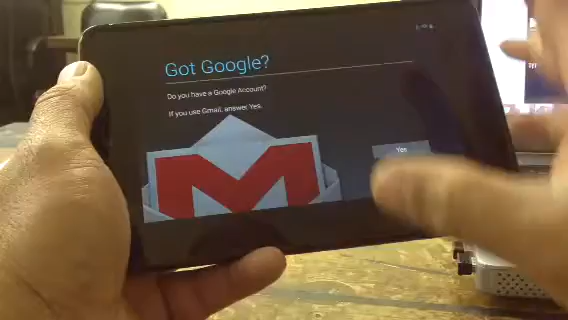 Got Google?
Do you have a Google Account?
If you use Gmail, answer Yes.
Yes